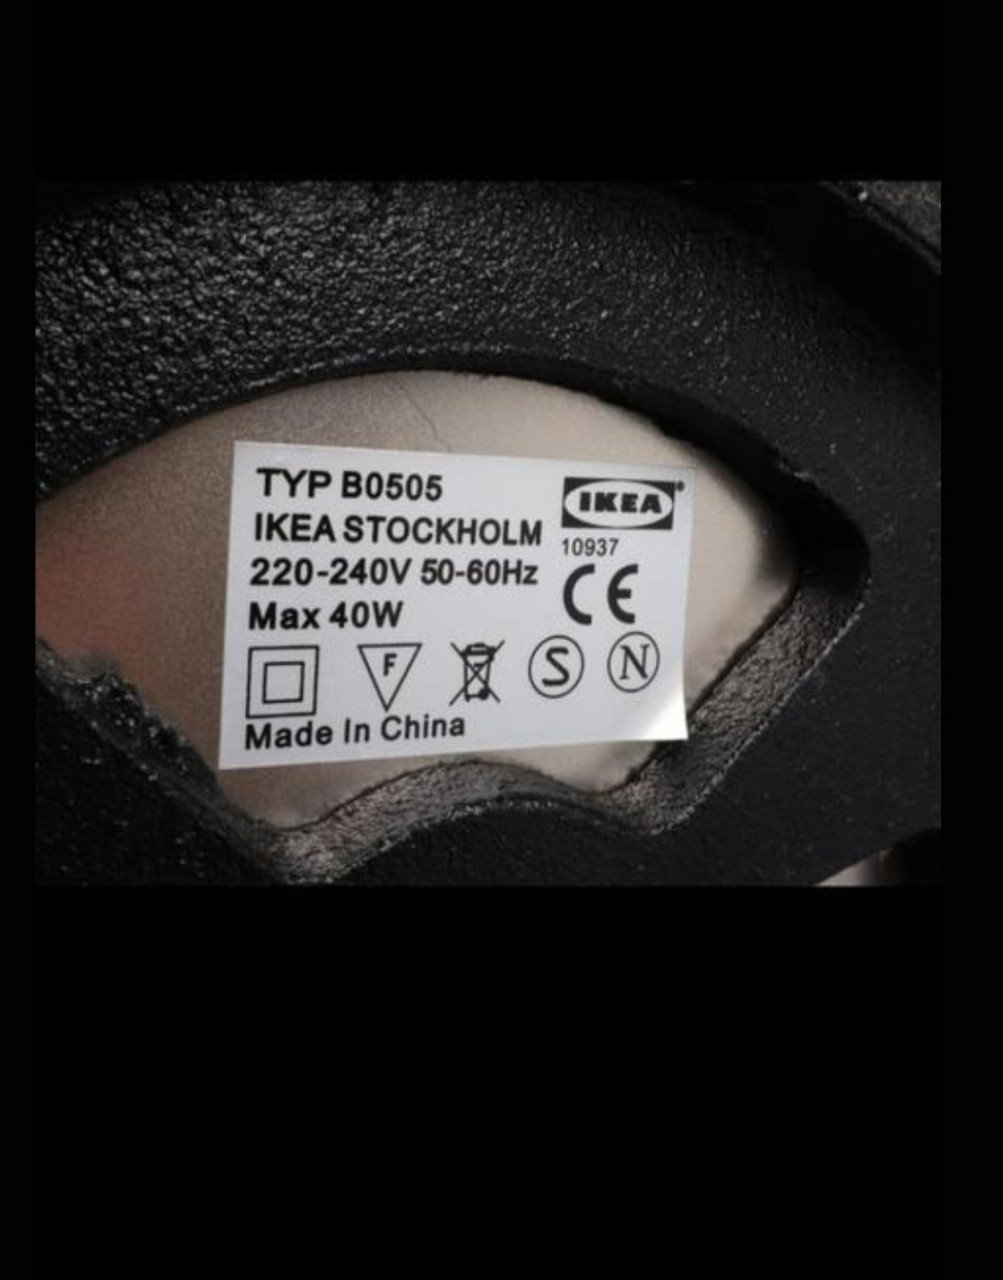 TYP B0505
IKEA STOCKHOLM
220-240V 50-60Hz
Max 40W
IKEA®
10937
CE
F
S
N
Made In China